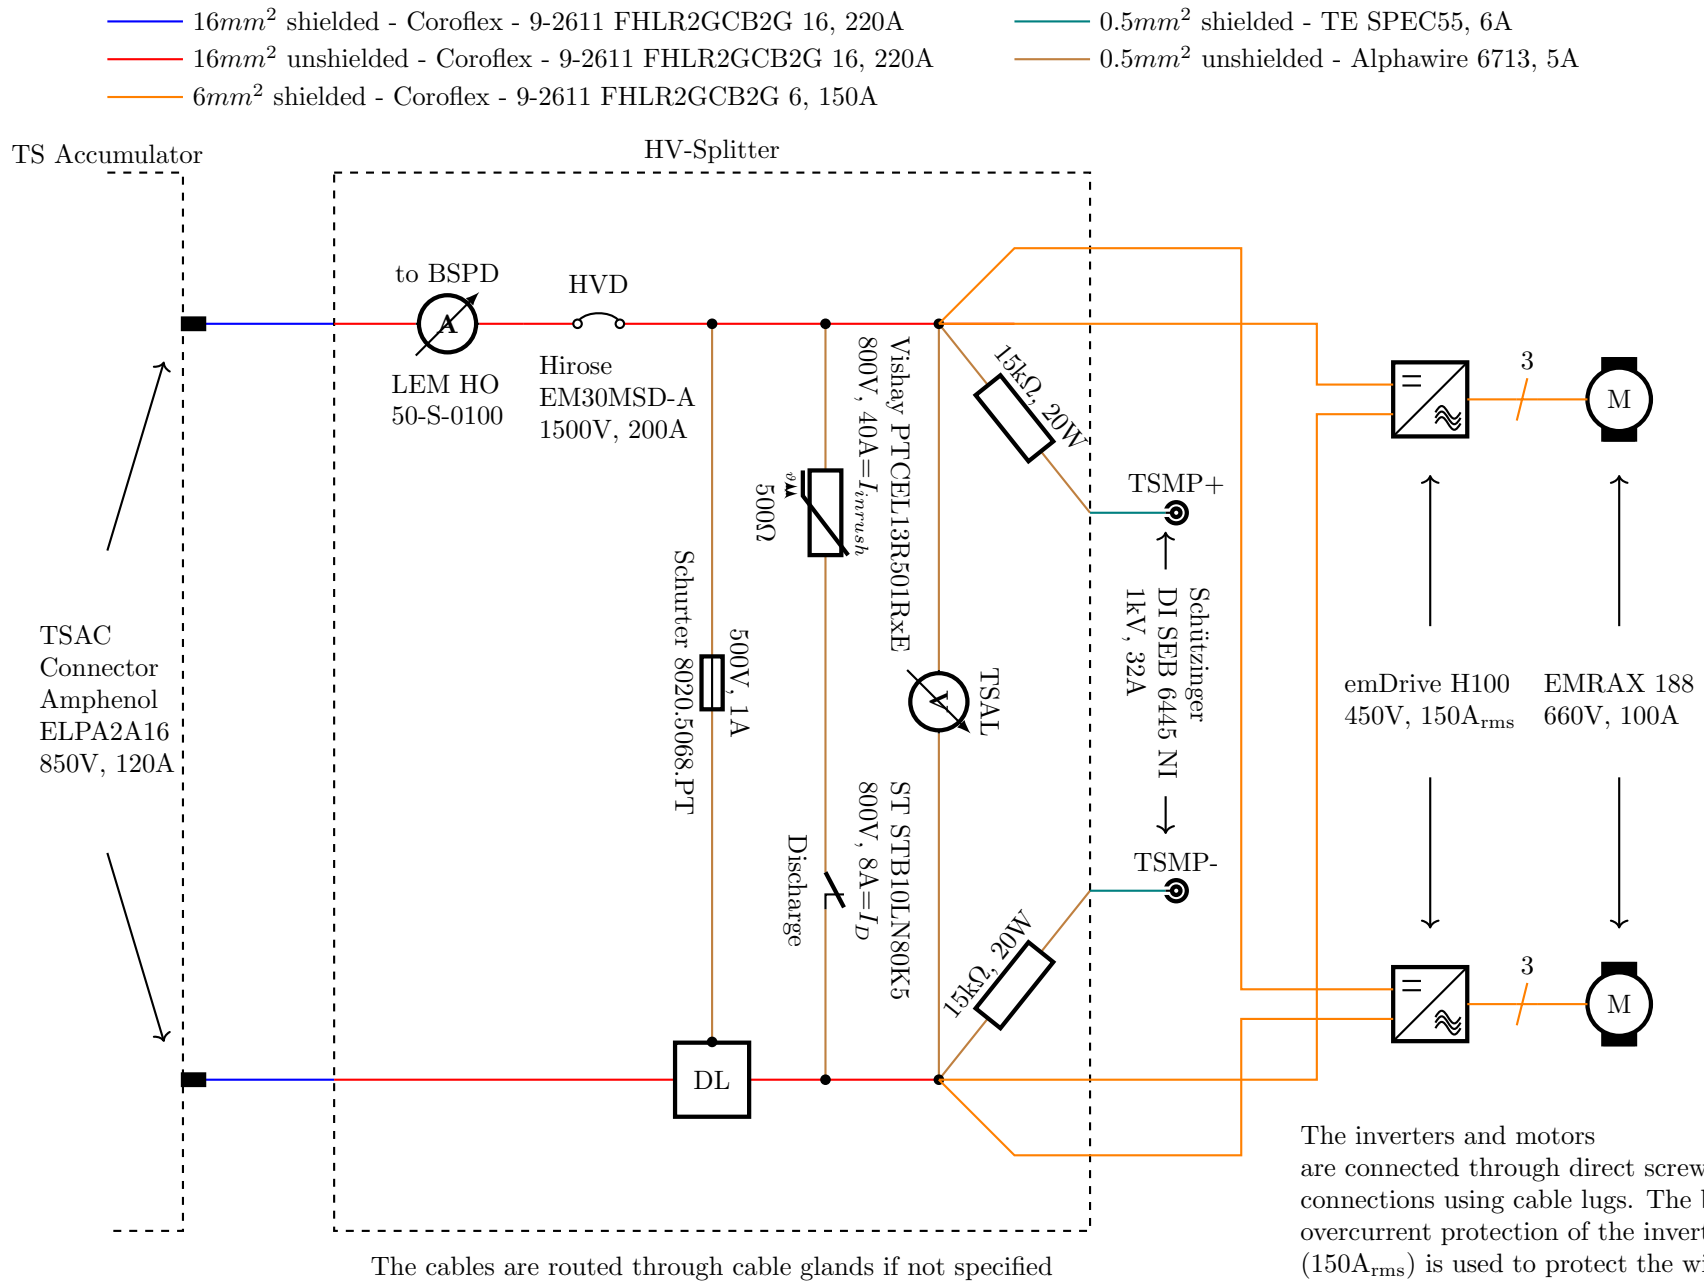 16mm² shielded - Coroflex - 9-2611 FHLR2GCB2G 16, 220A
16mm² unshielded - Coroflex - 9-2611 FHLR2GCB2G 16, 220A
6mm² shielded - Coroflex - 9-2611 FHLR2GCB2G 6, 150A
0.5mm² shielded - TE SPEC55, 6A
0.5mm² unshielded - Alphawire 6713, 5A
TS Accumulator
HV-Splitter
to BSPD
A
LEM HO
50-S-0100
HVD
Hirose
EM30MSD-A
1500V, 200A
TSAC
Connector
Amphenol
ELPA2A16
850V, 120A
500V, 1A
Schurter 8020.5068.PT
ϑ
500Ω
Vishay PTCEL13R501RxE
800V, 40A=I_inrush
Discharge
ST STB10LN80K5
800V, 8A=I_D
TSAL
V
15kΩ, 20W
15kΩ, 20W
TSMP+
Schützinger
DI SEB 6445 NI
1kV, 32A
TSMP-
DL
3
M
emDrive H100
450V, 150A_rms
EMRAX 188
660V, 100A
3
M
The inverters and motors
are connected through direct screw
connections using cable lugs. The
overcurrent protection of the
(150A_rms) is used to protect the
The cables are routed through cable glands if not specified